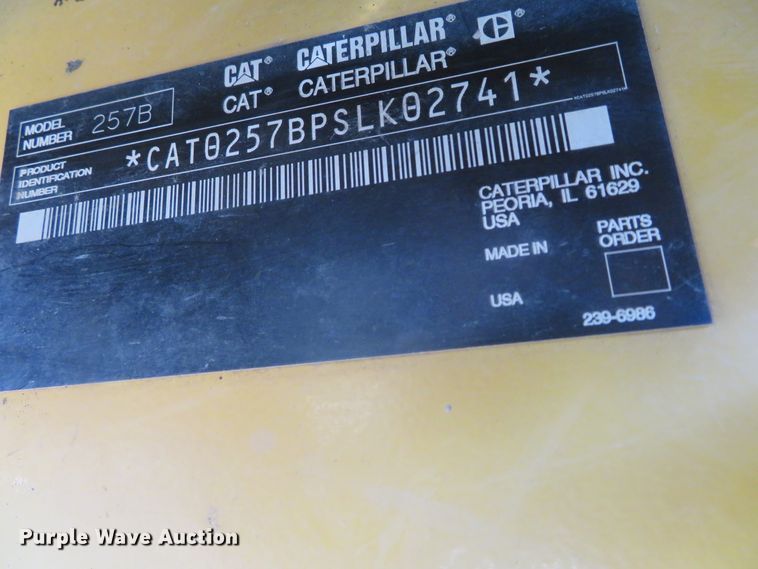 CAT® CATERPILLAR®
CAT® CATERPILLAR®
MODEL NUMBER 257B
PRODUCT IDENTIFICATION NUMBER
*CAT0257BPSLK02741*
*CAT0257BPSLK02741*
CATERPILLAR INC.
PEORIA, IL 61629
USA
MADE IN
USA
PARTS
ORDER
239-6986
Purple Wave Auction